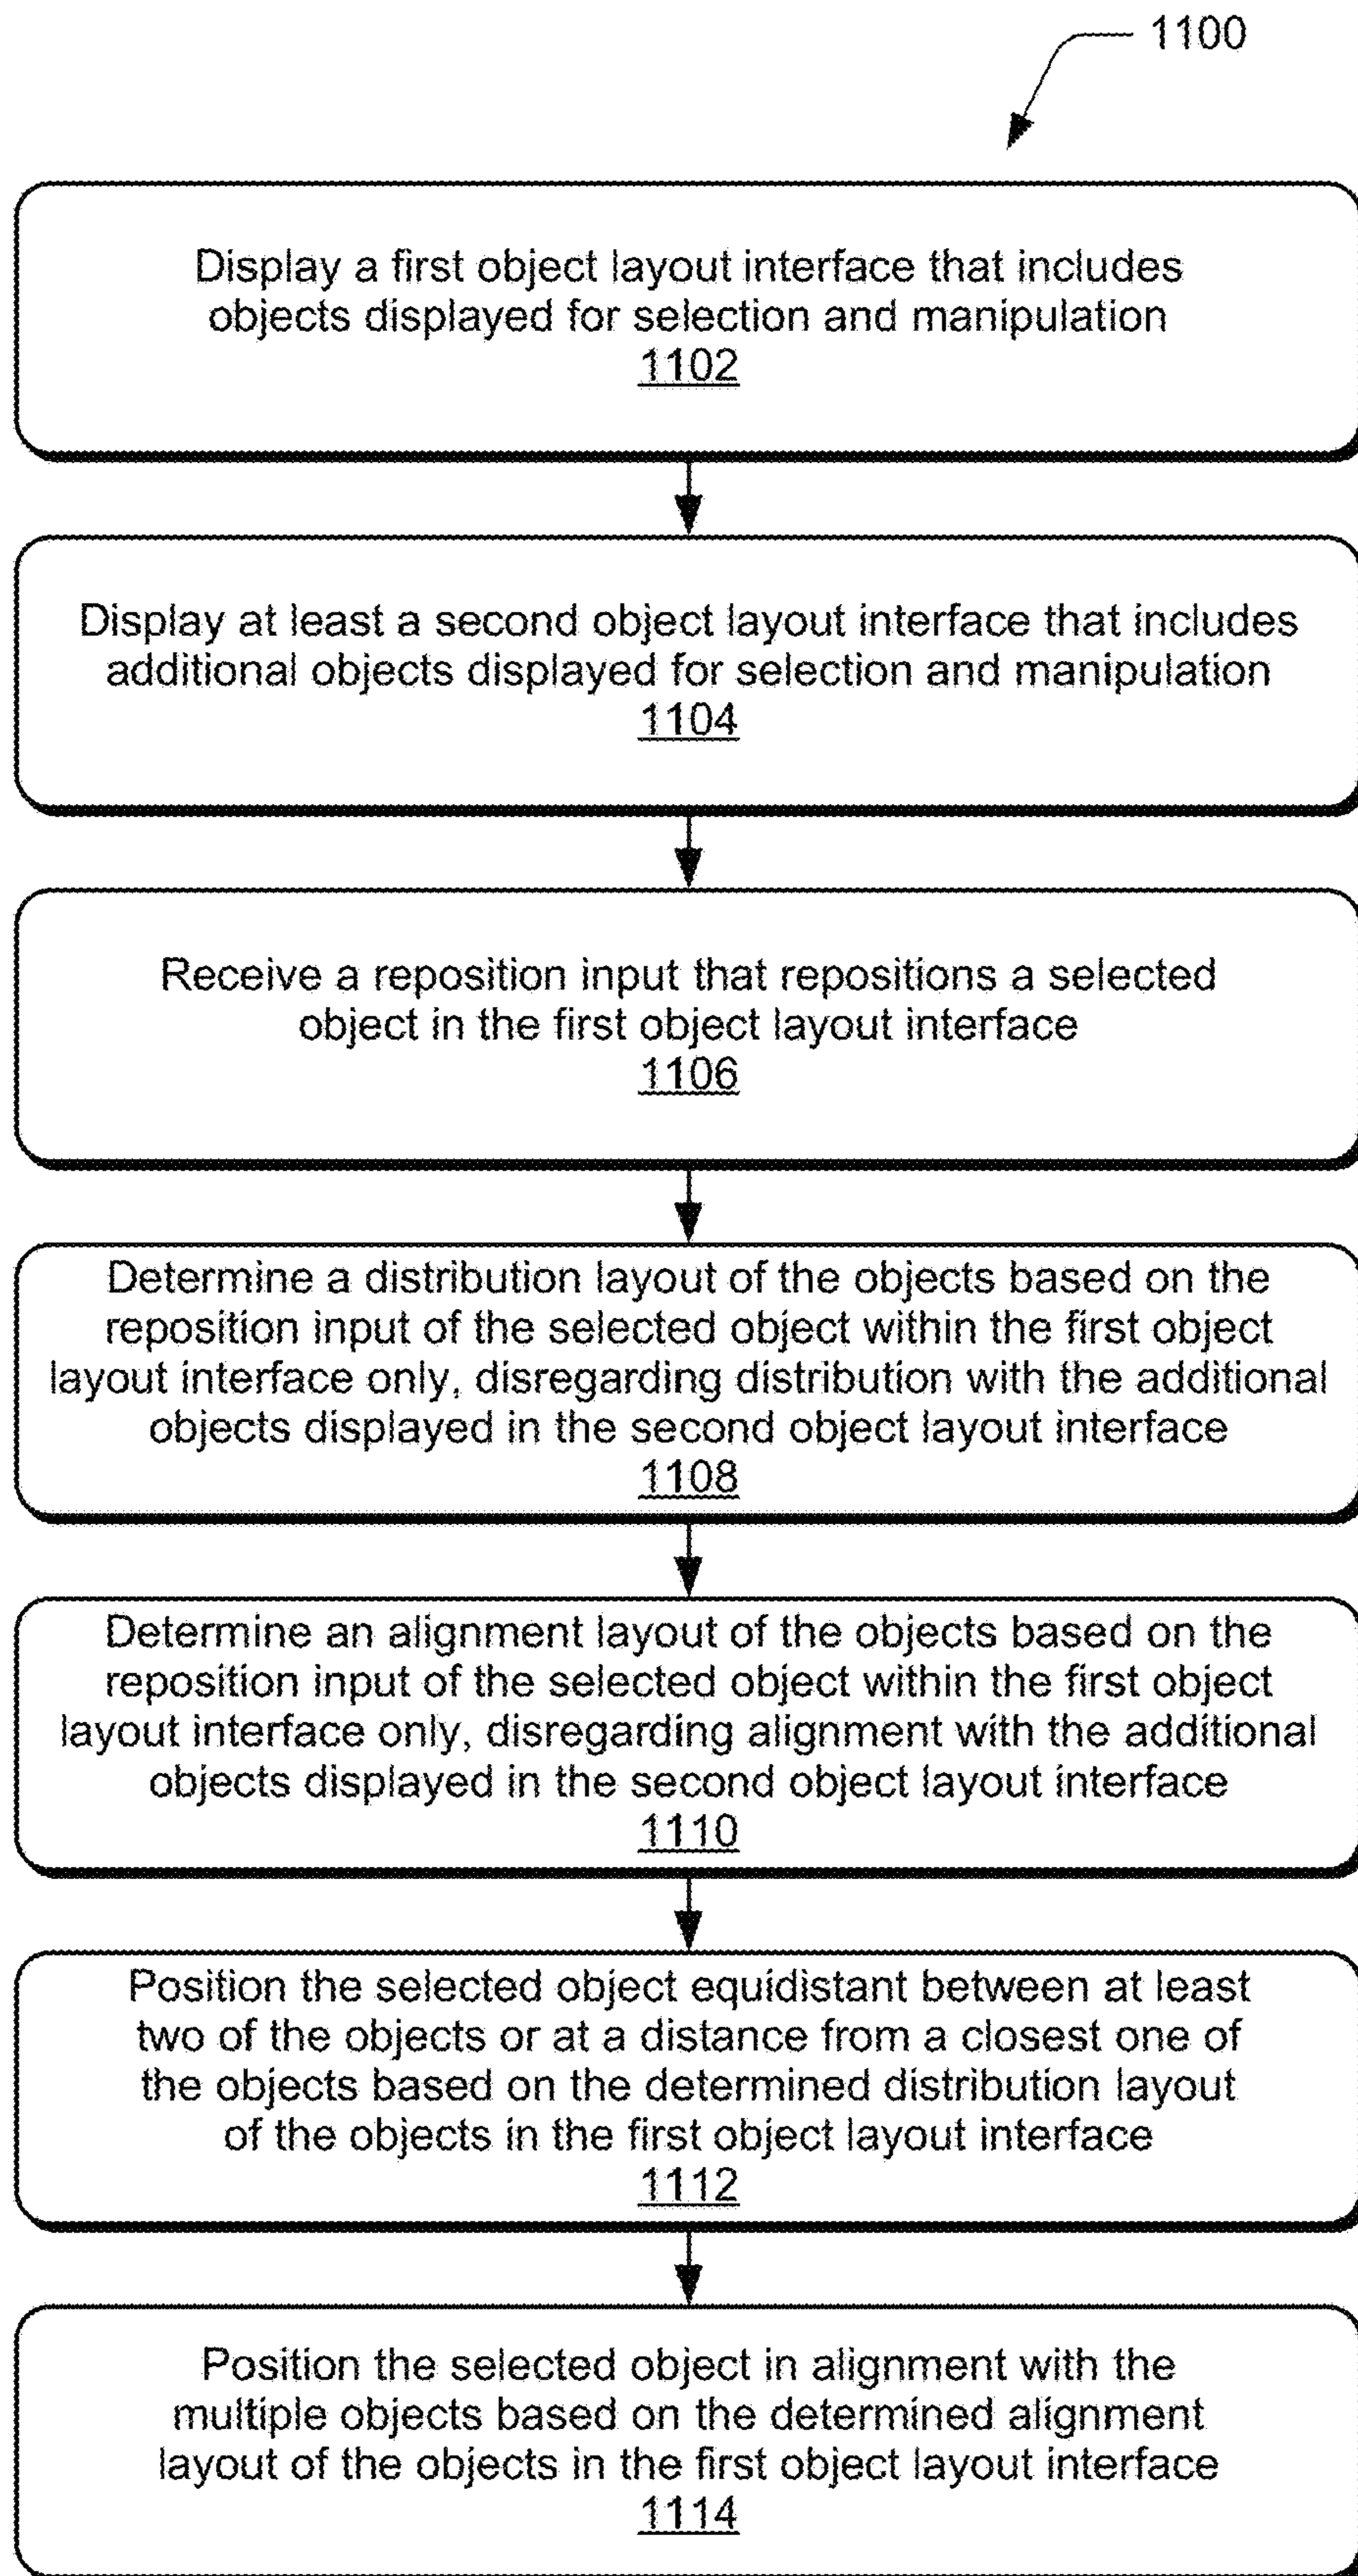 1100
Display a first object layout interface that includes
objects displayed for selection and manipulation
1102
Display at least a second object layout interface that includes
additional objects displayed for selection and manipulation
1104
Receive a reposition input that repositions a selected
object in the first object layout interface
1106
Determine a distribution layout of the objects based on the
reposition input of the selected object within the first object
layout interface only, disregarding distribution with the additional
objects displayed in the second object layout interface
1108
Determine an alignment layout of the objects based on the
reposition input of the selected object within the first object
layout interface only, disregarding alignment with the additional
objects displayed in the second object layout interface
1110
Position the selected object equidistant between at least
two of the objects or at a distance from a closest one of
the objects based on the determined distribution layout
of the objects in the first object layout interface
1112
Position the selected object in alignment with the
multiple objects based on the determined alignment
layout of the objects in the first object layout interface
1114